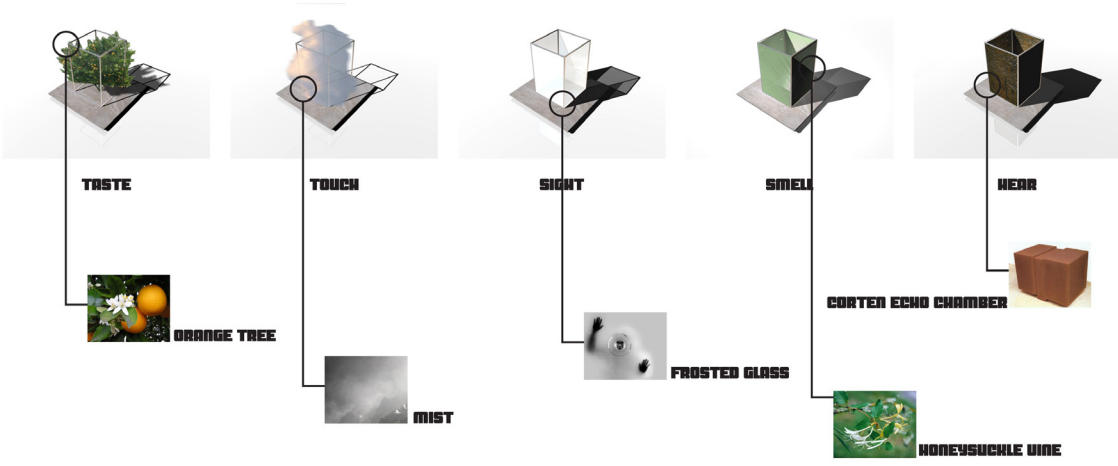 TASTE
TOUCH
SIGHT
SMELL
HEAR
ORANGE TREE
MIST
FROSTED GLASS
HONEYSUCKLE VINE
CORTEN ECHO CHAMBER